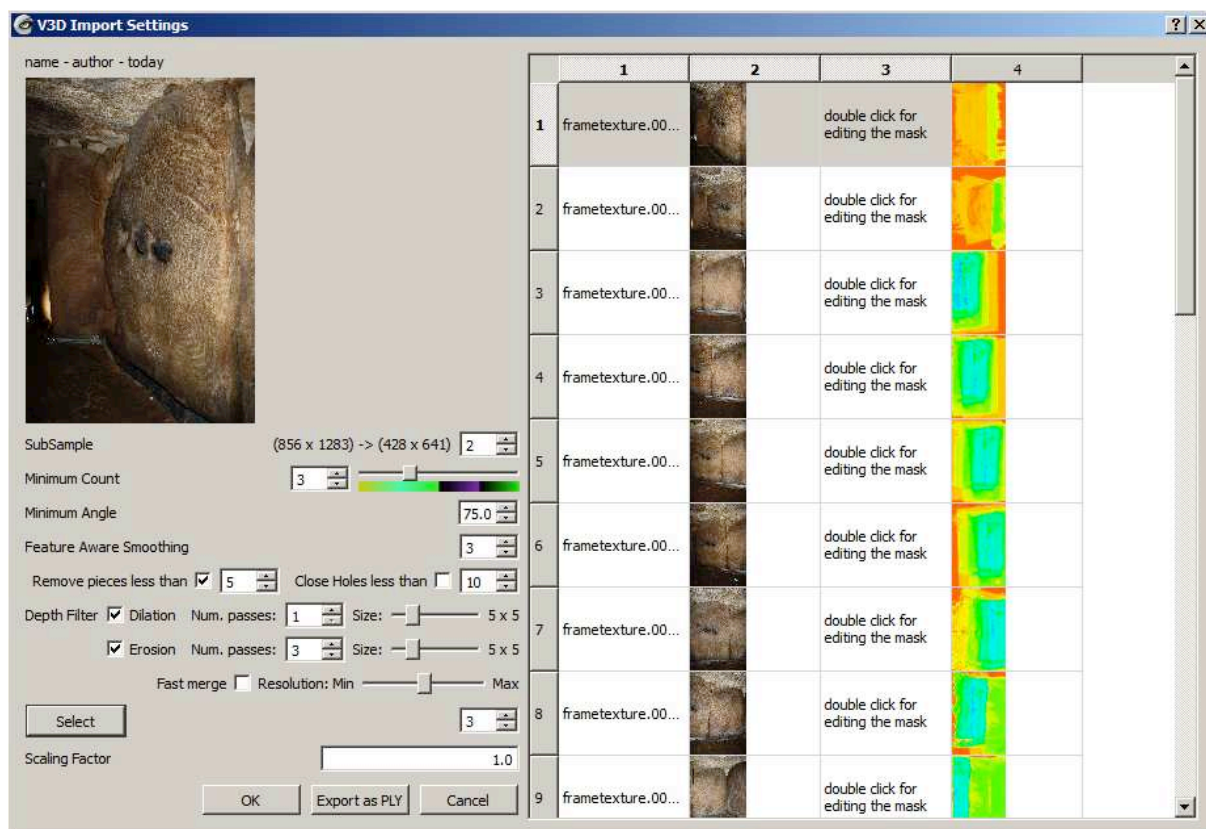 V3D Import Settings
name - author - today
SubSample (856 x 1283) -> (428 x 641) 2
Minimum Count 3
Minimum Angle 75.0
Feature Aware Smoothing 3
Remove pieces less than 5 Close Holes less than 10
Depth Filter Dilation Num. passes: 1 Size: 5 x 5
Erosion Num. passes: 3 Size: 5 x 5
Fast merge Resolution: Min Max
Select 3
Scaling Factor 1.0
OK Export as PLY Cancel
1 2 3 4
1 frametexture.00... double click for
editing the mask
2 frametexture.00... double click for
editing the mask
3 frametexture.00... double click for
editing the mask
4 frametexture.00... double click for
editing the mask
5 frametexture.00... double click for
editing the mask
6 frametexture.00... double click for
editing the mask
7 frametexture.00... double click for
editing the mask
8 frametexture.00... double click for
editing the mask
9 frametexture.00... double click for
editing the mask